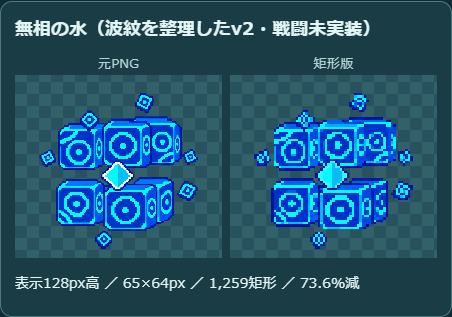 無相の水（波紋を整理したv2・戦闘未実装）
元PNG
矩形版
表示128px高 ／ 65×64px ／ 1,259矩形 ／ 73.6%減